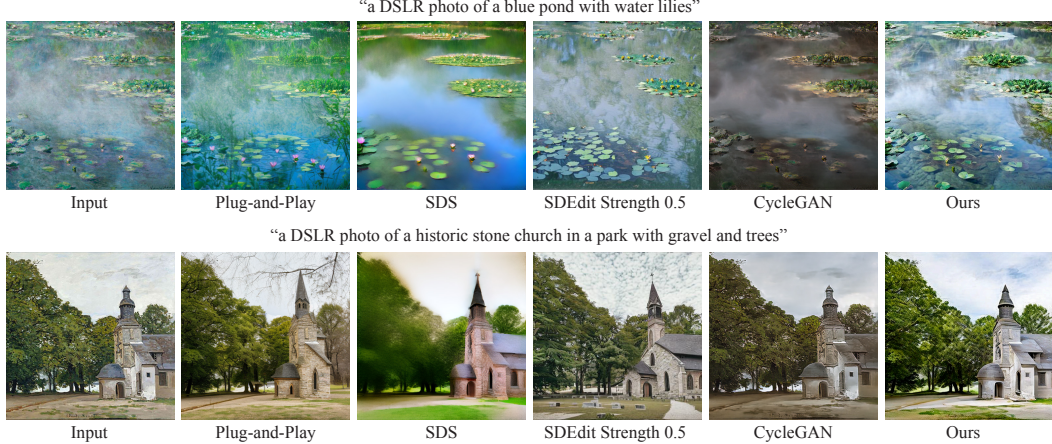 “a DSLR photo of a blue pond with water lilies“
Input Plug-and-Play SDS SDEdit Strength 0.5 CycleGAN Ours
“a DSLR photo of a historic stone church in a park with gravel and trees”
Input Plug-and-Play SDS SDEdit Strength 0.5 CycleGAN Ours